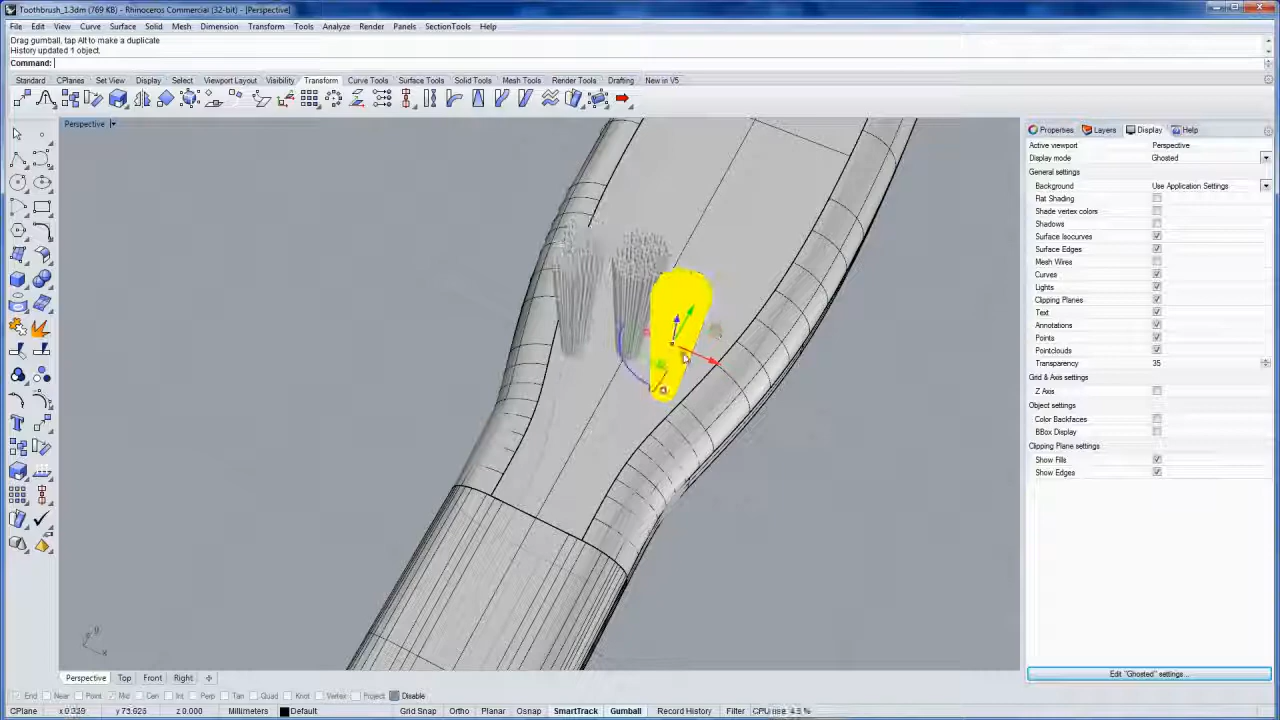 Toothbrush_1.3dm (769 KB) - Rhinoceros Commercial (32-bit) - [Perspective]
File Edit View Curve Surface Solid Mesh Dimension Transform Tools Analyze Render Panels SectionTools Help
Drag gumball, tap Alt to make a duplicate
History updated 1 object.
Command:
Standard CPlanes Set View Display Select Viewport Layout Visibility Transform Curve Tools Surface Tools Solid Tools Mesh Tools Render Tools Drafting New in V5
Perspective
Properties Layers Display Help
Active viewport Perspective
Display mode Ghosted
General settings
Background Use Application Settings
Flat Shading
Shade vertex colors
Shadows
Surface Isocurves
Surface Edges
Mesh Wires
Curves
Lights
Clipping Planes
Text
Annotations
Points
Pointclouds
Transparency 35
Grid & Axis settings
Z Axis
Object settings
Color Backfaces
BBox Display
Clipping Plane settings
Show Fills
Show Edges
Edit "Ghosted" settings...
x
Perspective Top Front Right
End Near Point Mid Cen Int Perp Tan Quad Knot Vertex Project Disable
CPlane y 73.626 z 0.000 Millimeters Default Grid Snap Ortho Planar Osnap SmartTrack Gumball Record History Filter